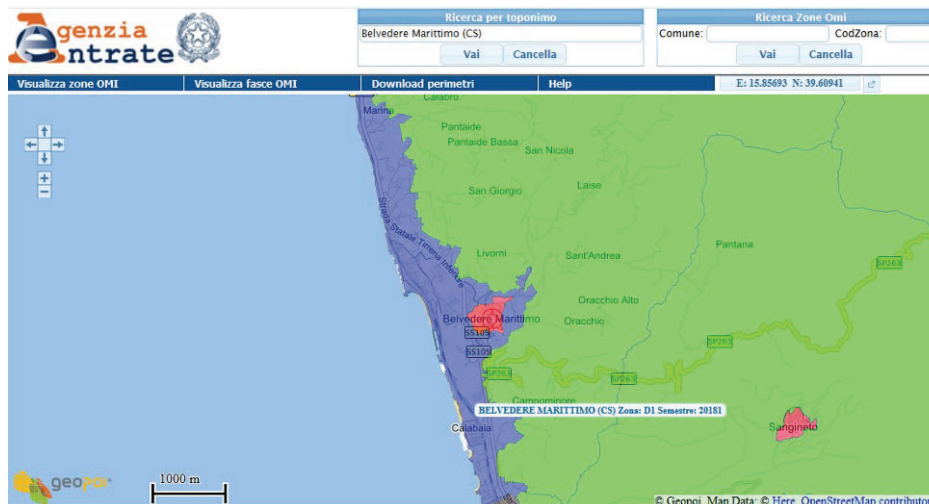 Agenzia
Entrate
Ricerca per toponimo
Belvedere Marittimo (CS)
Vai Cancella
Ricerca Zone Omi
Comune: CodZona:
Vai Cancella
Visualizza zone OMI Visualizza fasce OMI Download perimetri Help E: 15.85693 N: 39.60941
Calabro
Marina
Pantaide
Pantaide Bassa
San Nicola
San Giorgio
Laise
Strada Statale Tirrena Inferiore
Livorni
Sant'Andrea
Pantana
SP263
Oracchio Alto
Belvedere Marittimo
Oracchio
SS105
SS105
SP263
SP263
SP263
Campominore
BELVEDERE MARITTIMO (CS) Zona: D1 Semestre: 20181
Calabaia
Sangineto
geopoi
1000 m
© Geopoi, Map Data: © Here, OpenStreetMap contributor